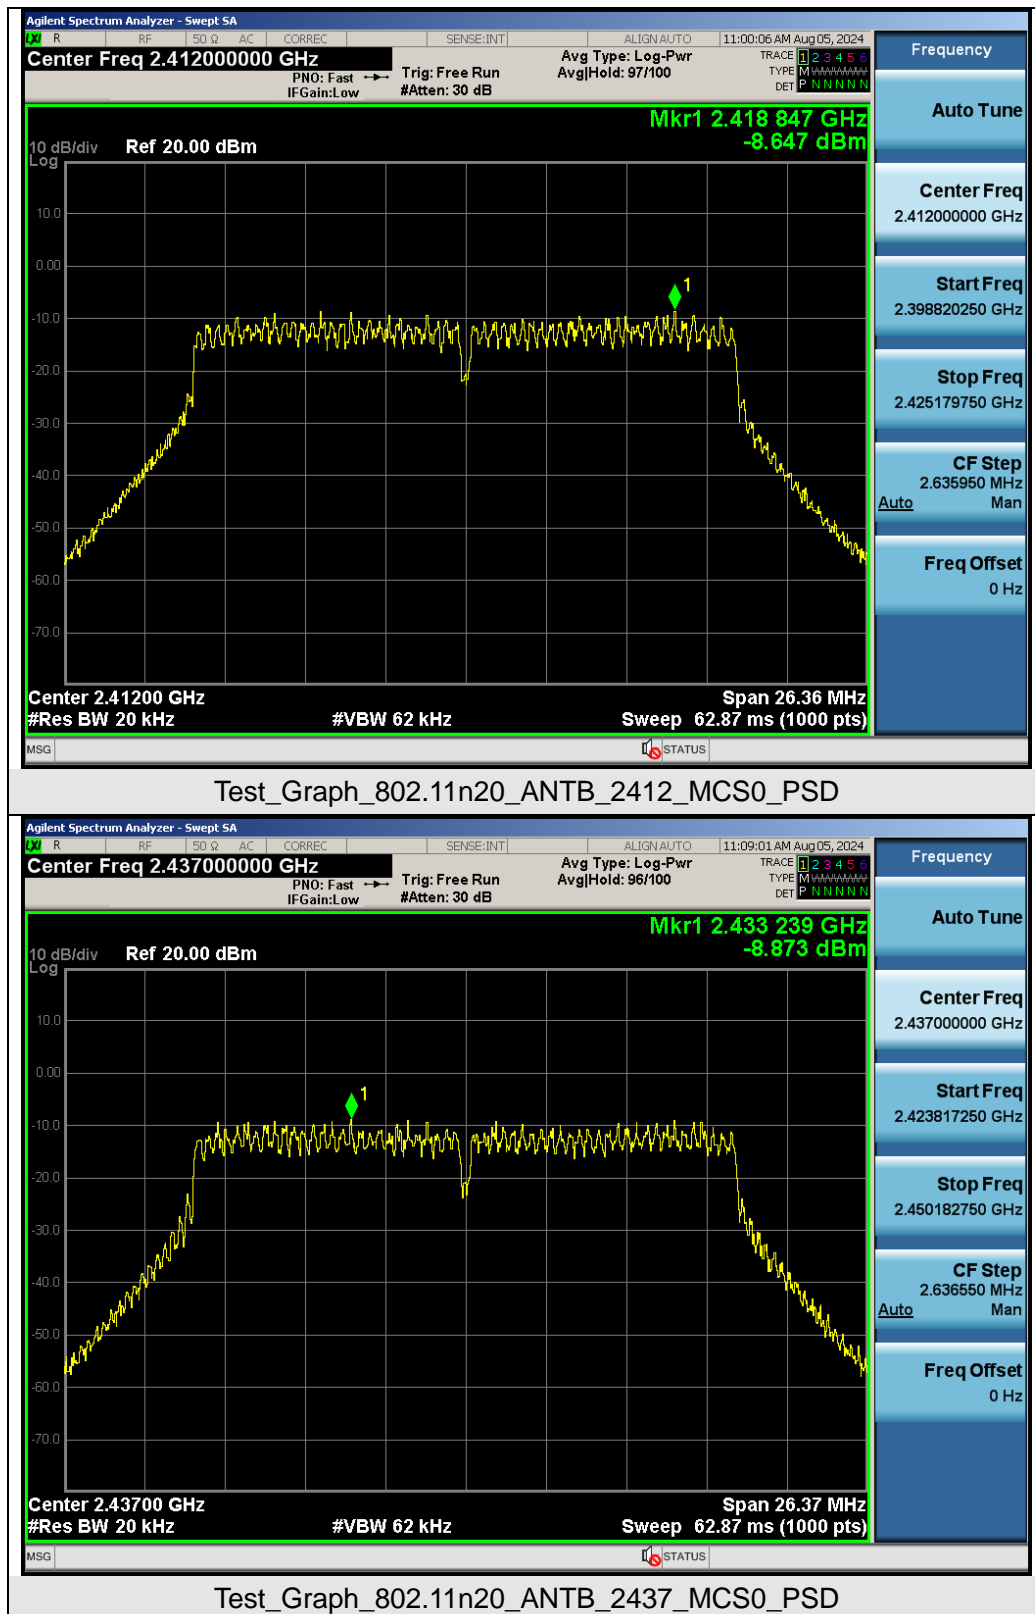 Agilent Spectrum Analyzer - Swept SA
LXI R RF 50 Ω AC CORREC SENSE:INT ALIGN AUTO 11:00:06 AM Aug 05, 2024
Center Freq 2.412000000 GHz
PNO: Fast
IFGain:Low
Trig: Free Run
#Atten: 30 dB
Avg Type: Log-Pwr
Avg|Hold: 97/100
TRACE 1 2 3 4 5 6
TYPE M
DET P N N N N N
Mkr1 2.418 847 GHz
-8.647 dBm
10 dB/div Ref 20.00 dBm
Log
10.0
0.00
-10.0
-20.0
-30.0
-40.0
-50.0
-60.0
-70.0
1
Center 2.41200 GHz Span 26.36 MHz
#Res BW 20 kHz #VBW 62 kHz Sweep 62.87 ms (1000 pts)
MSG STATUS
Frequency
Auto Tune
Center Freq
2.412000000 GHz
Start Freq
2.398820250 GHz
Stop Freq
2.425179750 GHz
CF Step
2.635950 MHz
Auto Man
Freq Offset
0 Hz
Test_Graph_802.11n20_ANTB_2412_MCS0_PSD
Agilent Spectrum Analyzer - Swept SA
LXI R RF 50 Ω AC CORREC SENSE:INT ALIGN AUTO 11:09:01 AM Aug 05, 2024
Center Freq 2.437000000 GHz
PNO: Fast
IFGain:Low
Trig: Free Run
#Atten: 30 dB
Avg Type: Log-Pwr
Avg|Hold: 96/100
TRACE 1 2 3 4 5 6
TYPE M
DET P N N N N N
Mkr1 2.433 239 GHz
-8.873 dBm
10 dB/div Ref 20.00 dBm
Log
10.0
0.00
-10.0
-20.0
-30.0
-40.0
-50.0
-60.0
-70.0
1
Center 2.43700 GHz Span 26.37 MHz
#Res BW 20 kHz #VBW 62 kHz Sweep 62.87 ms (1000 pts)
MSG STATUS
Frequency
Auto Tune
Center Freq
2.437000000 GHz
Start Freq
2.423817250 GHz
Stop Freq
2.450182750 GHz
CF Step
2.636550 MHz
Auto Man
Freq Offset
0 Hz
Test_Graph_802.11n20_ANTB_2437_MCS0_PSD